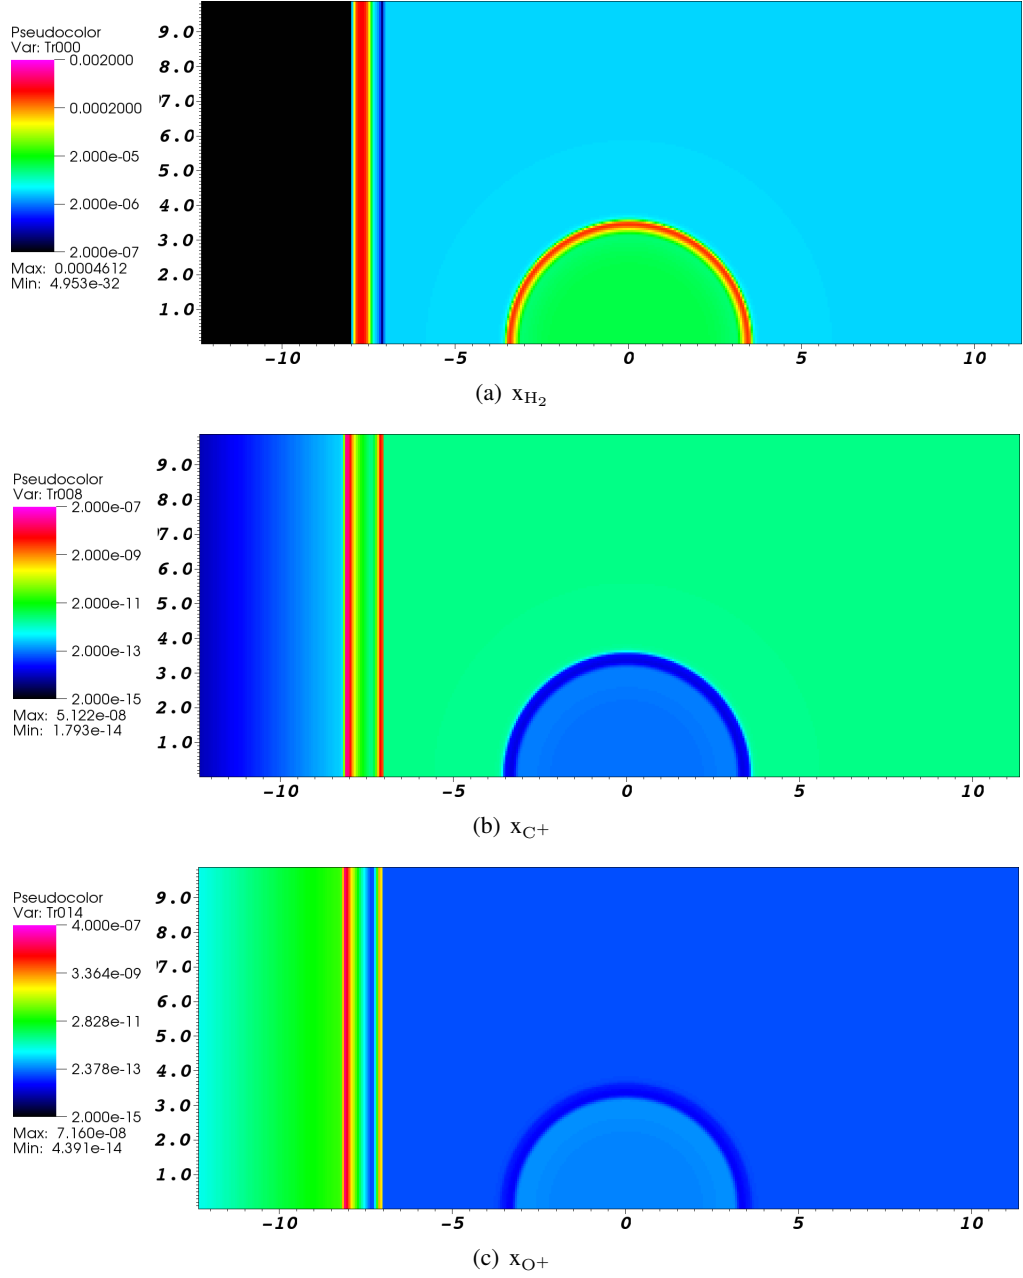 Pseudocolor
Var: Tr000
0.002000
0.0002000
2.000e-05
2.000e-06
2.000e-07
Max: 0.0004612
Min: 4.953e-32
9.0
8.0
7.0
6.0
5.0
4.0
3.0
2.0
1.0
-10 -5 0 5 10
(a) x_{H_2}
Pseudocolor
Var: Tr008
2.000e-07
2.000e-09
2.000e-11
2.000e-13
2.000e-15
Max: 5.122e-08
Min: 1.793e-14
9.0
8.0
7.0
6.0
5.0
4.0
3.0
2.0
1.0
-10 -5 0 5 10
(b) x_{C^+}
Pseudocolor
Var: Tr014
4.000e-07
3.364e-09
2.828e-11
2.378e-13
2.000e-15
Max: 7.160e-08
Min: 4.391e-14
9.0
8.0
7.0
6.0
5.0
4.0
3.0
2.0
1.0
-10 -5 0 5 10
(c) x_{O^+}